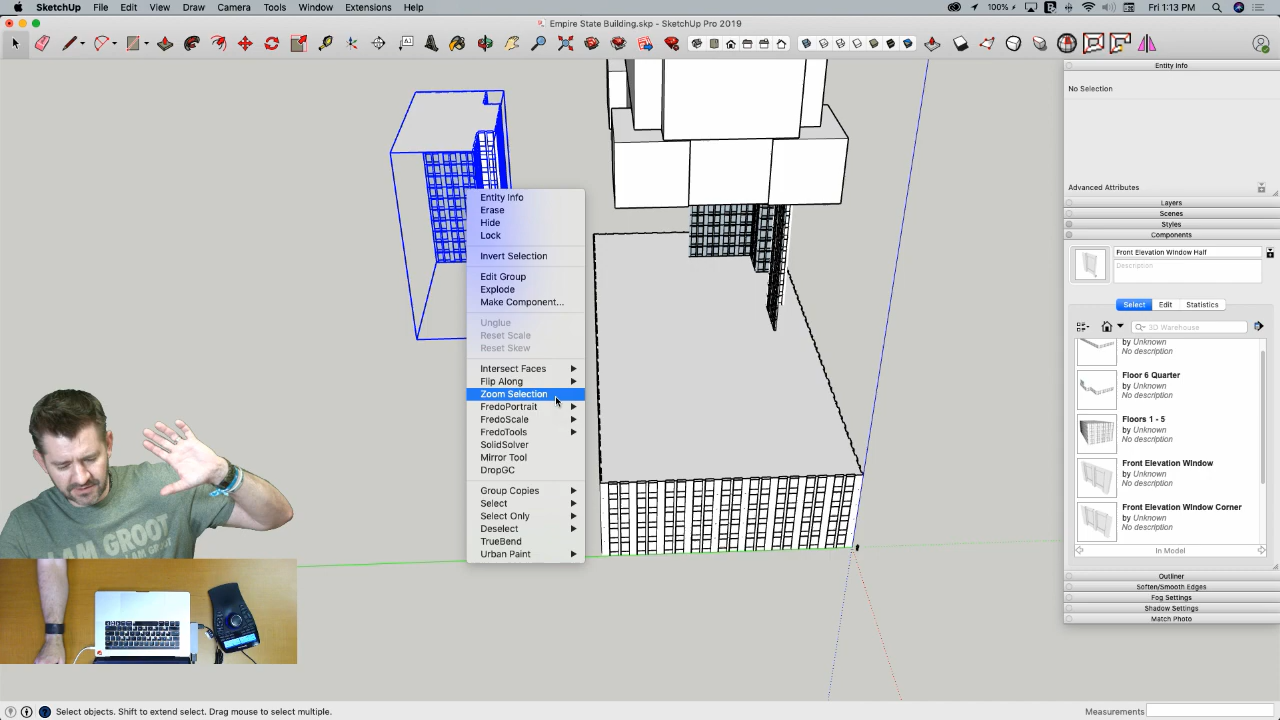 SketchUp File Edit View Draw Camera Tools Window Extensions Help 100% Fri 1:13 PM
Empire State Building.skp - SketchUp Pro 2019
Entity Info
No Selection
Advanced Attributes
Layers
Scenes
Styles
Components
Front Elevation Window Half
Description
Select Edit Statistics
3D Warehouse
by Unknown
No description
Floor 6 Quarter
by Unknown
No description
Floors 1 - 5
by Unknown
No description
Front Elevation Window
by Unknown
No description
Front Elevation Window Corner
by Unknown
No description
In Model
Outliner
Soften/Smooth Edges
Fog Settings
Shadow Settings
Match Photo
Entity Info
Erase
Hide
Lock
Invert Selection
Edit Group
Explode
Make Component...
Unglue
Reset Scale
Reset Skew
Intersect Faces
Flip Along
Zoom Selection
FredoPortrait
FredoScale
FredoTools
SolidSolver
Mirror Tool
DropGC
Group Copies
Select
Select Only
Deselect
TrueBend
Urban Paint
I AM GROOT
Select objects. Shift to extend select. Drag mouse to select multiple.
Measurements